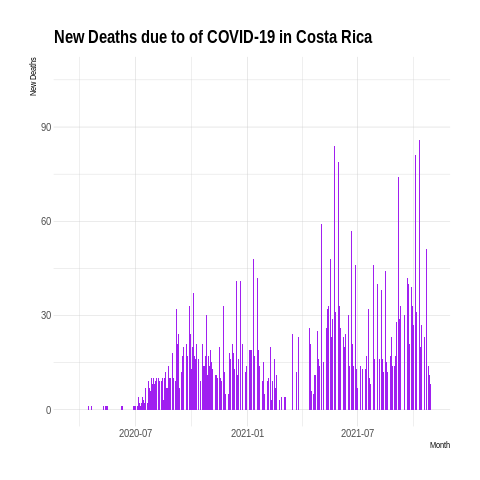 New Deaths due to of COVID-19 in Costa Rica
New Deaths
90
60
30
0
2020-07
2021-01
2021-07
Month